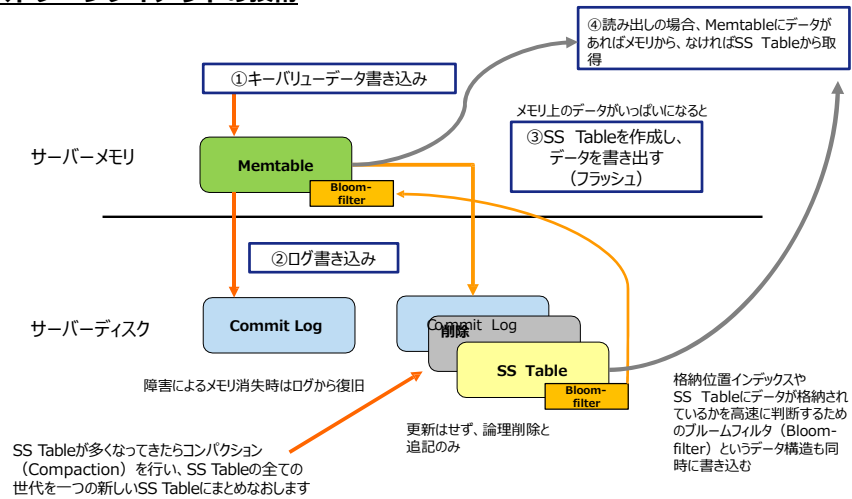 ④読み出しの場合、Memtableにデータが
あればメモリから、なければSS Tableから取
得
①キーバリューデータ書き込み
メモリ上のデータがいっぱいになると
③SS Tableを作成し、
データを書き出す
（フラッシュ）
サーバーメモリ
Memtable
Bloom-
filter
②ログ書き込み
サーバーディスク
Commit Log
Commit Log
削除
SS Table
Bloom-
filter
障害によるメモリ消失時はログから復旧
更新はせず、論理削除と
追記のみ
格納位置インデックスや
SS Tableにデータが格納され
ているかを高速に判断するため
のブルームフィルタ（Bloom-
filter）というデータ構造も同
時に書き込む
SS Tableが多くなってきたらコンパクション
（Compaction）を行い、SS Tableの全ての
世代を一つの新しいSS Tableにまとめなおします